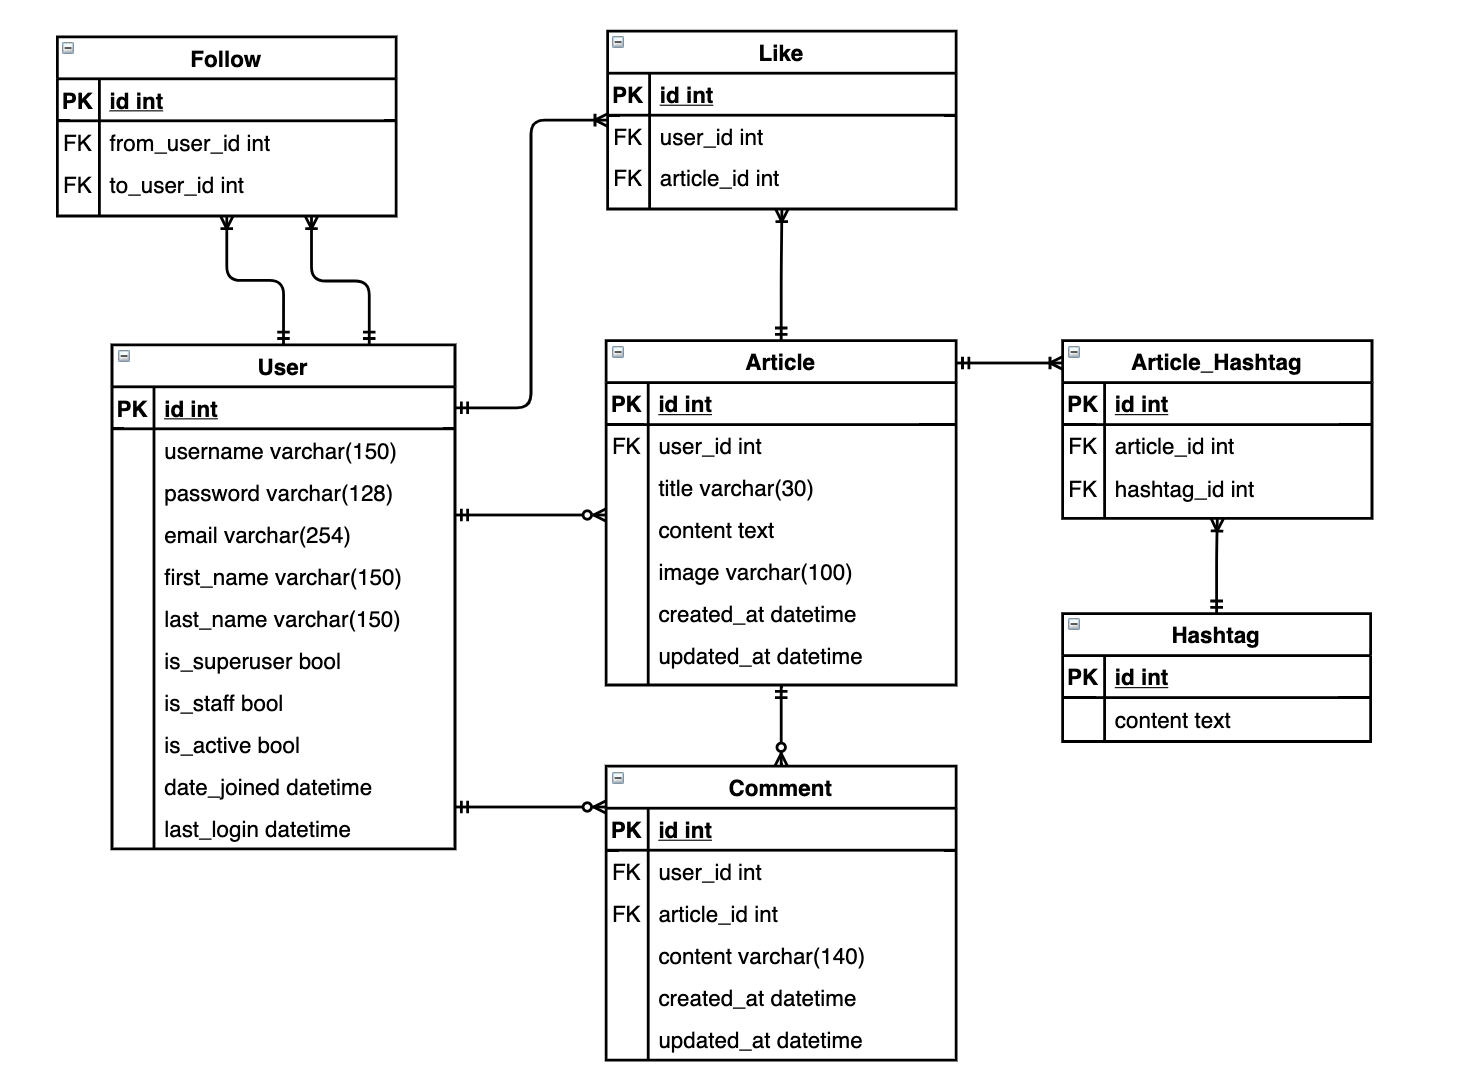 Follow
PK id int
FK from_user_id int
FK to_user_id int
Like
PK id int
FK user_id int
FK article_id int
User
PK id int
username varchar(150)
password varchar(128)
email varchar(254)
first_name varchar(150)
last_name varchar(150)
is_superuser bool
is_staff bool
is_active bool
date_joined datetime
last_login datetime
Article
PK id int
FK user_id int
title varchar(30)
content text
image varchar(100)
created_at datetime
updated_at datetime
Article_Hashtag
PK id int
FK article_id int
FK hashtag_id int
Hashtag
PK id int
content text
Comment
PK id int
FK user_id int
FK article_id int
content varchar(140)
created_at datetime
updated_at datetime